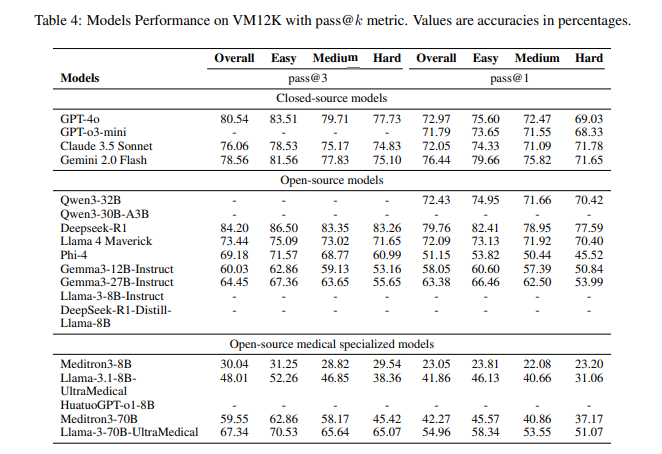 Table 4: Models Performance on VM12K with pass@k metric. Values are accuracies in percentages.
Overall Easy Medium Hard Overall Easy Medium Hard
Models pass@3 pass@1
Closed-source models
GPT-4o 80.54 83.51 79.71 77.73 72.97 75.60 72.47 69.03
GPT-o3-mini - - - - 71.79 73.65 71.55 68.33
Claude 3.5 Sonnet 76.06 78.53 75.17 74.83 72.05 74.33 71.09 71.78
Gemini 2.0 Flash 78.56 81.56 77.83 75.10 76.44 79.66 75.82 71.65
Open-source models
Qwen3-32B - - - - 72.43 74.95 71.66 70.42
Qwen3-30B-A3B - - - - - - - -
Deepseek-R1 84.20 86.50 83.35 83.26 79.76 82.41 78.95 77.59
Llama 4 Maverick 73.44 75.09 73.02 71.65 72.09 73.13 71.92 70.40
Phi-4 69.18 71.57 68.77 60.99 51.15 53.82 50.44 45.52
Gemma3-12B-Instruct 60.03 62.86 59.13 53.16 58.05 60.60 57.39 50.84
Gemma3-27B-Instruct 64.45 67.36 63.65 55.65 63.38 66.46 62.50 53.99
Llama-3-8B-Instruct - - - - - - - -
DeepSeek-R1-Distill- - - - - - - - -
Llama-8B
Open-source medical specialized models
Meditron3-8B 30.04 31.25 28.82 29.54 23.05 23.81 22.08 23.20
Llama-3.1-8B- 48.01 52.26 46.85 38.36 41.86 46.13 40.66 31.06
UltraMedical
HuatuoGPT-o1-8B - - - - - - - -
Meditron3-70B 59.55 62.86 58.17 45.42 42.27 45.57 40.86 37.17
Llama-3-70B-UltraMedical 67.34 70.53 65.64 65.07 54.96 58.34 53.55 51.07